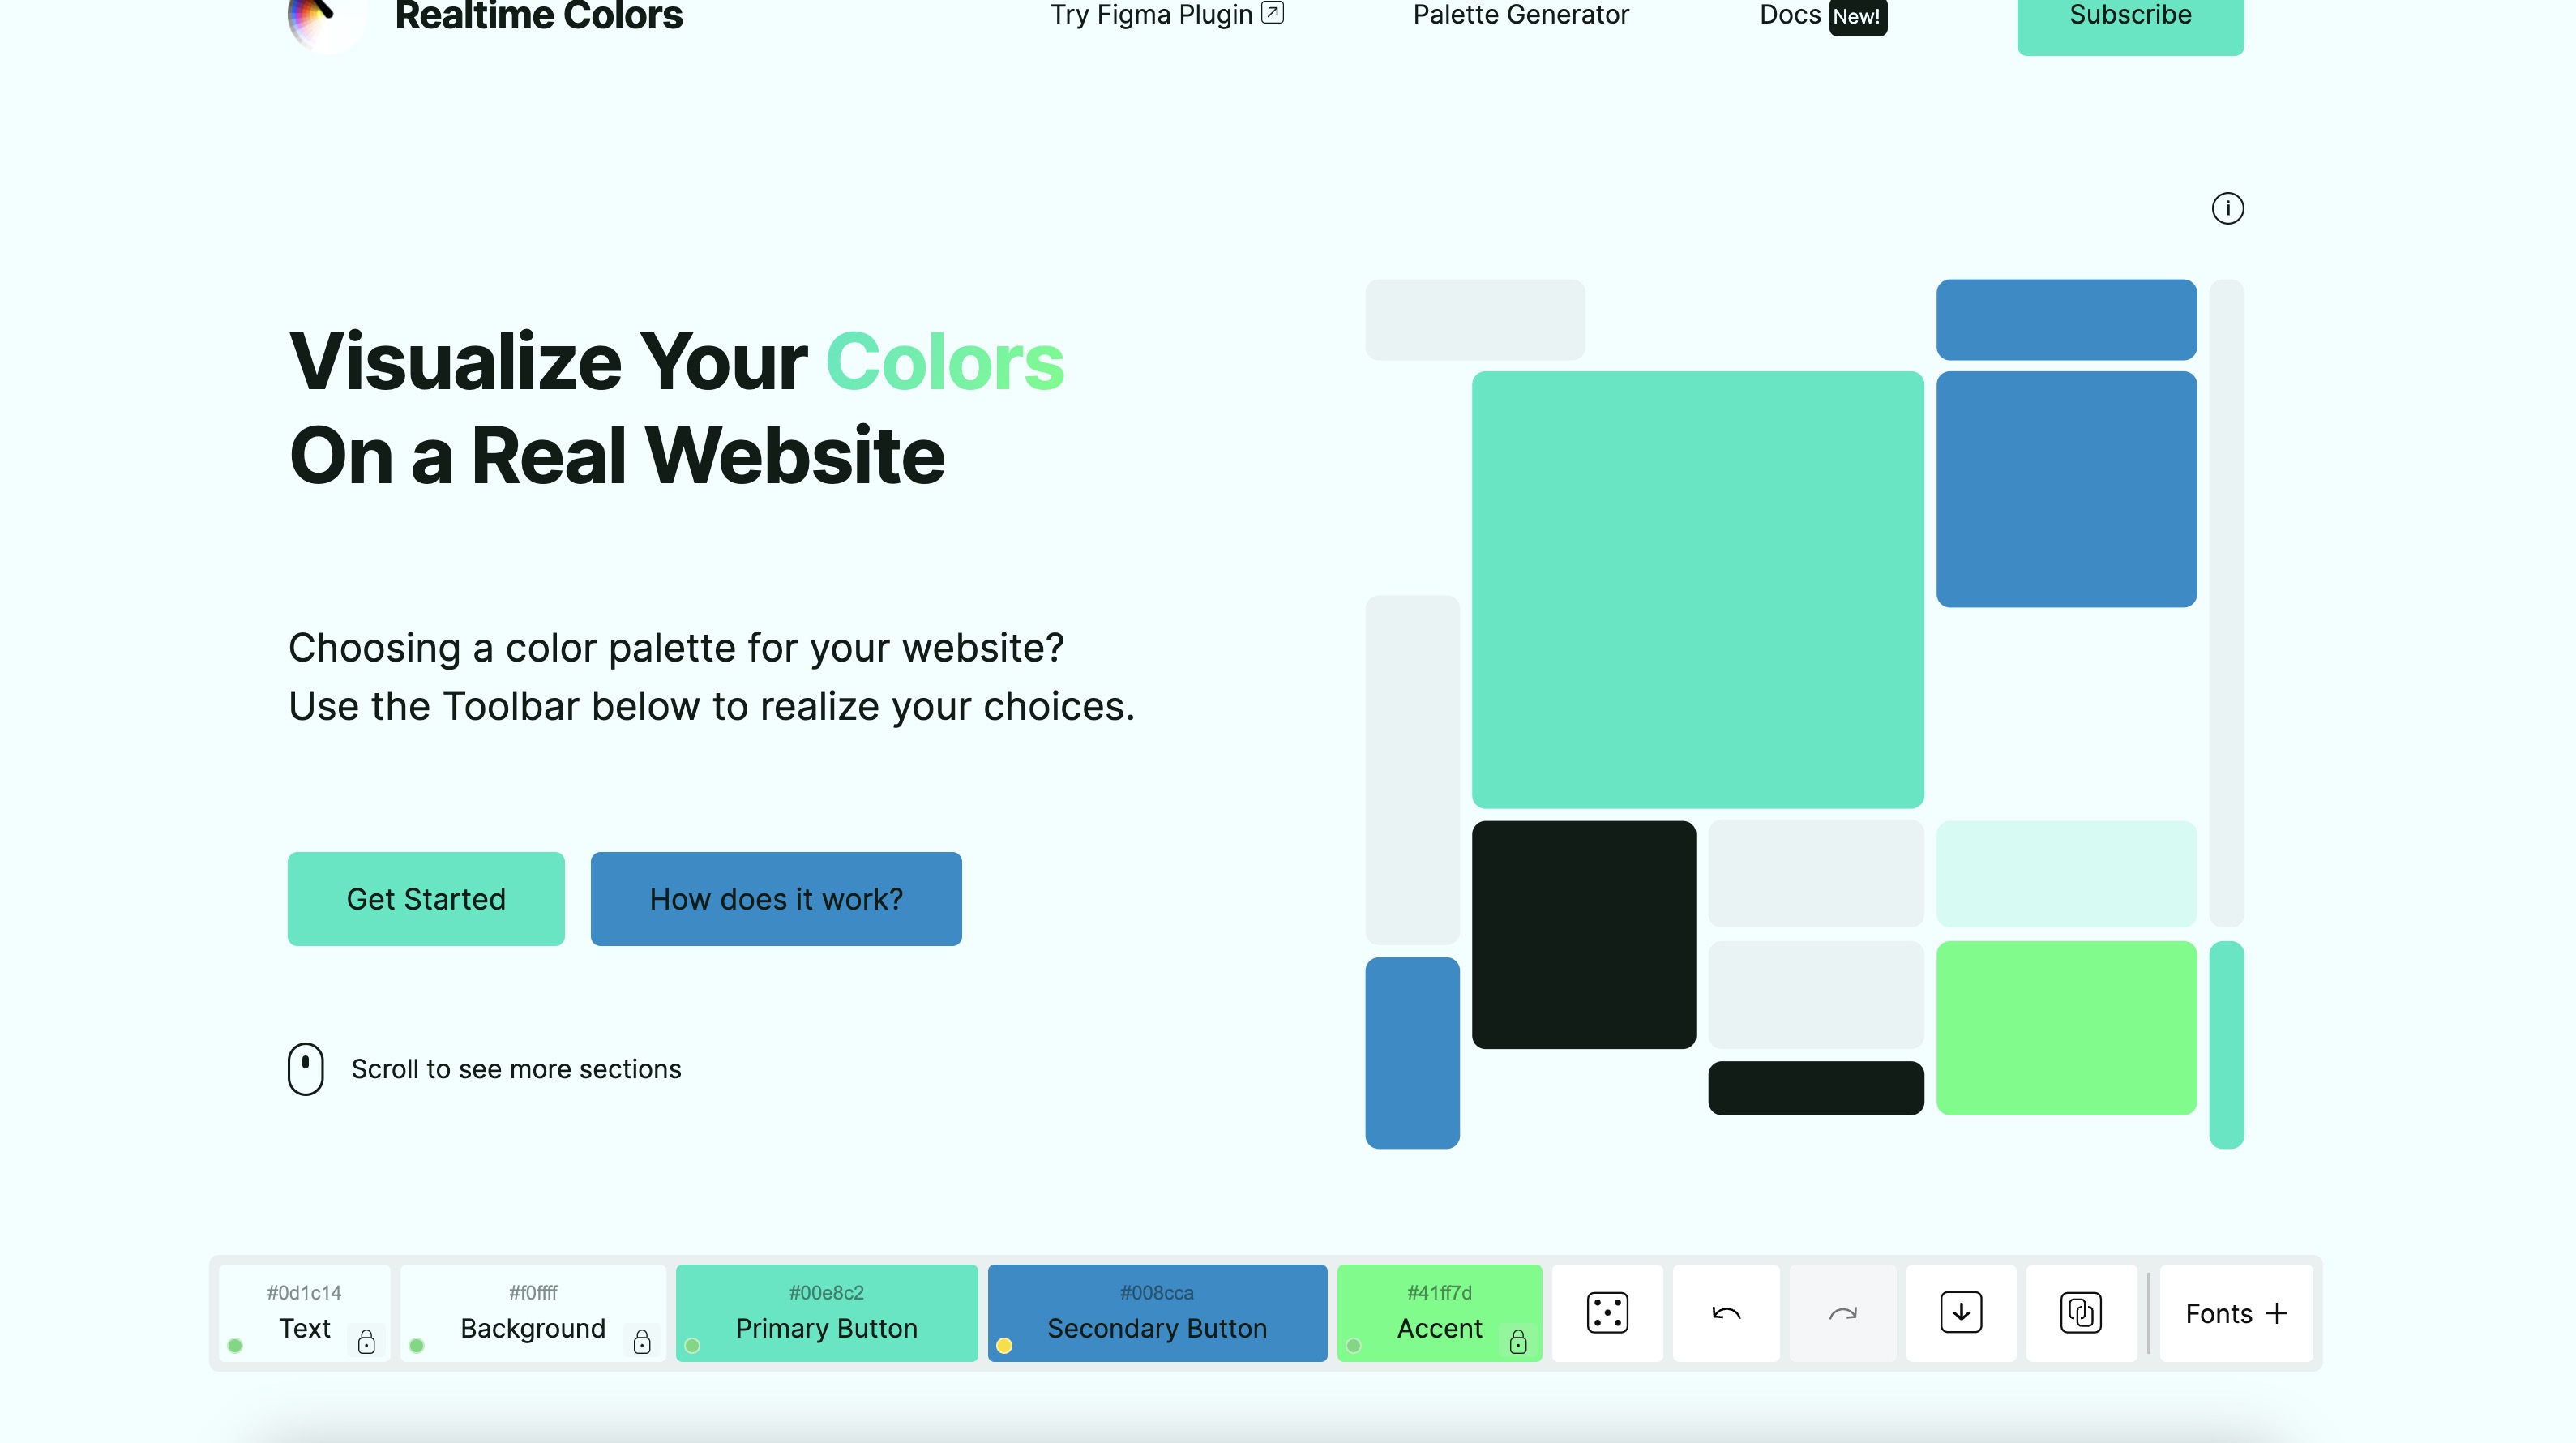 Realtime Colors
Try Figma Plugin
Palette Generator
Docs New!
Subscribe
Visualize Your Colors
On a Real Website
Choosing a color palette for your website?
Use the Toolbar below to realize your choices.
Get Started
How does it work?
Scroll to see more sections
#0d1c14
Text
#f0ffff
Background
#00e8c2
Primary Button
#008cca
Secondary Button
#41ff7d
Accent
Fonts